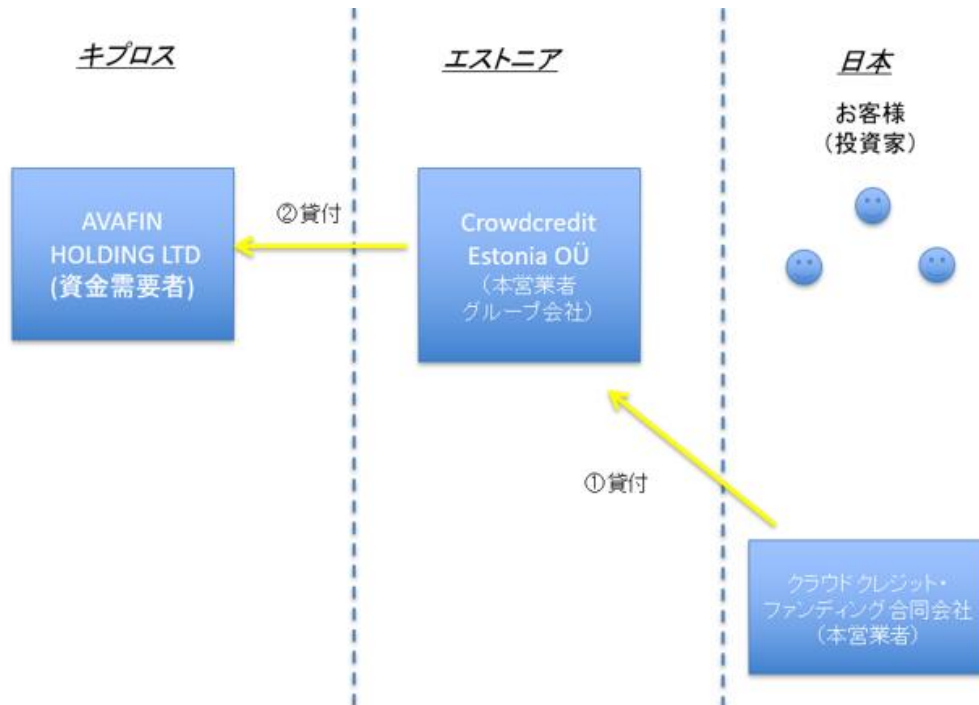 キプロス
エストニア
日本
お客様
（投資家）
AVAFIN
HOLDING LTD
(資金需要者)
②貸付
Crowdcredit
Estonia OÜ
（本営業者
グループ会社）
①貸付
クラウドクレジット・
ファンディング合同会社
（本営業者）